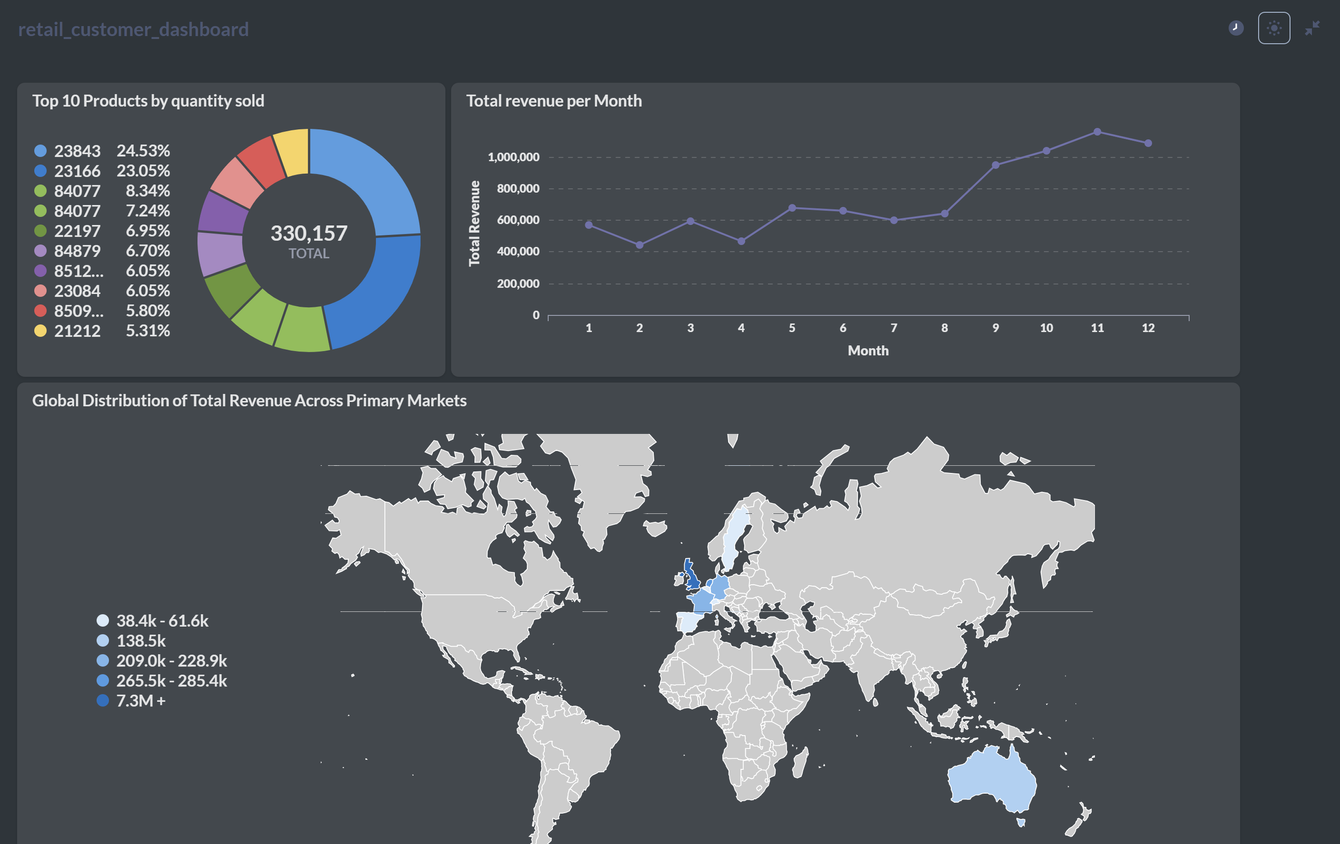 retail_customer_dashboard
Top 10 Products by quantity sold
23843 24.53%
23166 23.05%
84077 8.34%
84077 7.24%
22197 6.95%
84879 6.70%
8512... 6.05%
23084 6.05%
8509... 5.80%
21212 5.31%
330,157
TOTAL
Total revenue per Month
Total Revenue
1,000,000
800,000
600,000
400,000
200,000
0
1 2 3 4 5 6 7 8 9 10 11 12
Month
Global Distribution of Total Revenue Across Primary Markets
38.4k - 61.6k
138.5k
209.0k - 228.9k
265.5k - 285.4k
7.3M +